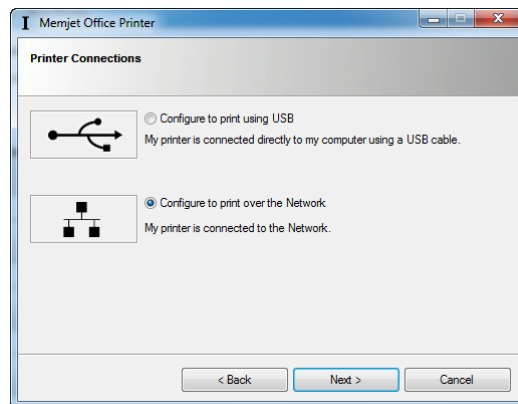 Memjet Office Printer
Printer Connections
Configure to print using USB
My printer is connected directly to my computer using a USB cable.
Configure to print over the Network
My printer is connected to the Network.
< Back Next > Cancel